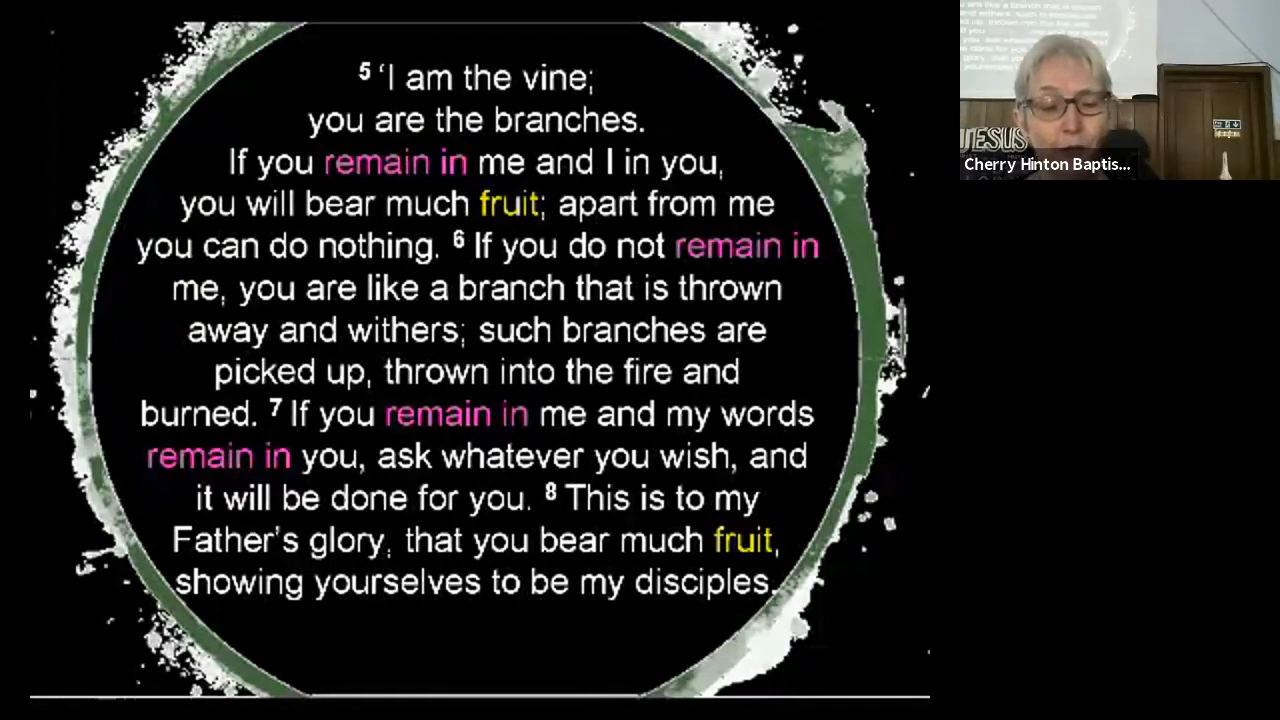 ⁵ ‘I am the vine;
you are the branches.
If you remain in me and I in you,
you will bear much fruit; apart from me
you can do nothing. ⁶ If you do not remain in
me, you are like a branch that is thrown
away and withers; such branches are
picked up, thrown into the fire and
burned. ⁷ If you remain in me and my words
remain in you, ask whatever you wish, and
it will be done for you. ⁸ This is to my
Father’s glory, that you bear much fruit,
showing yourselves to be my disciples.
JESUS
Cherry Hinton Baptis...